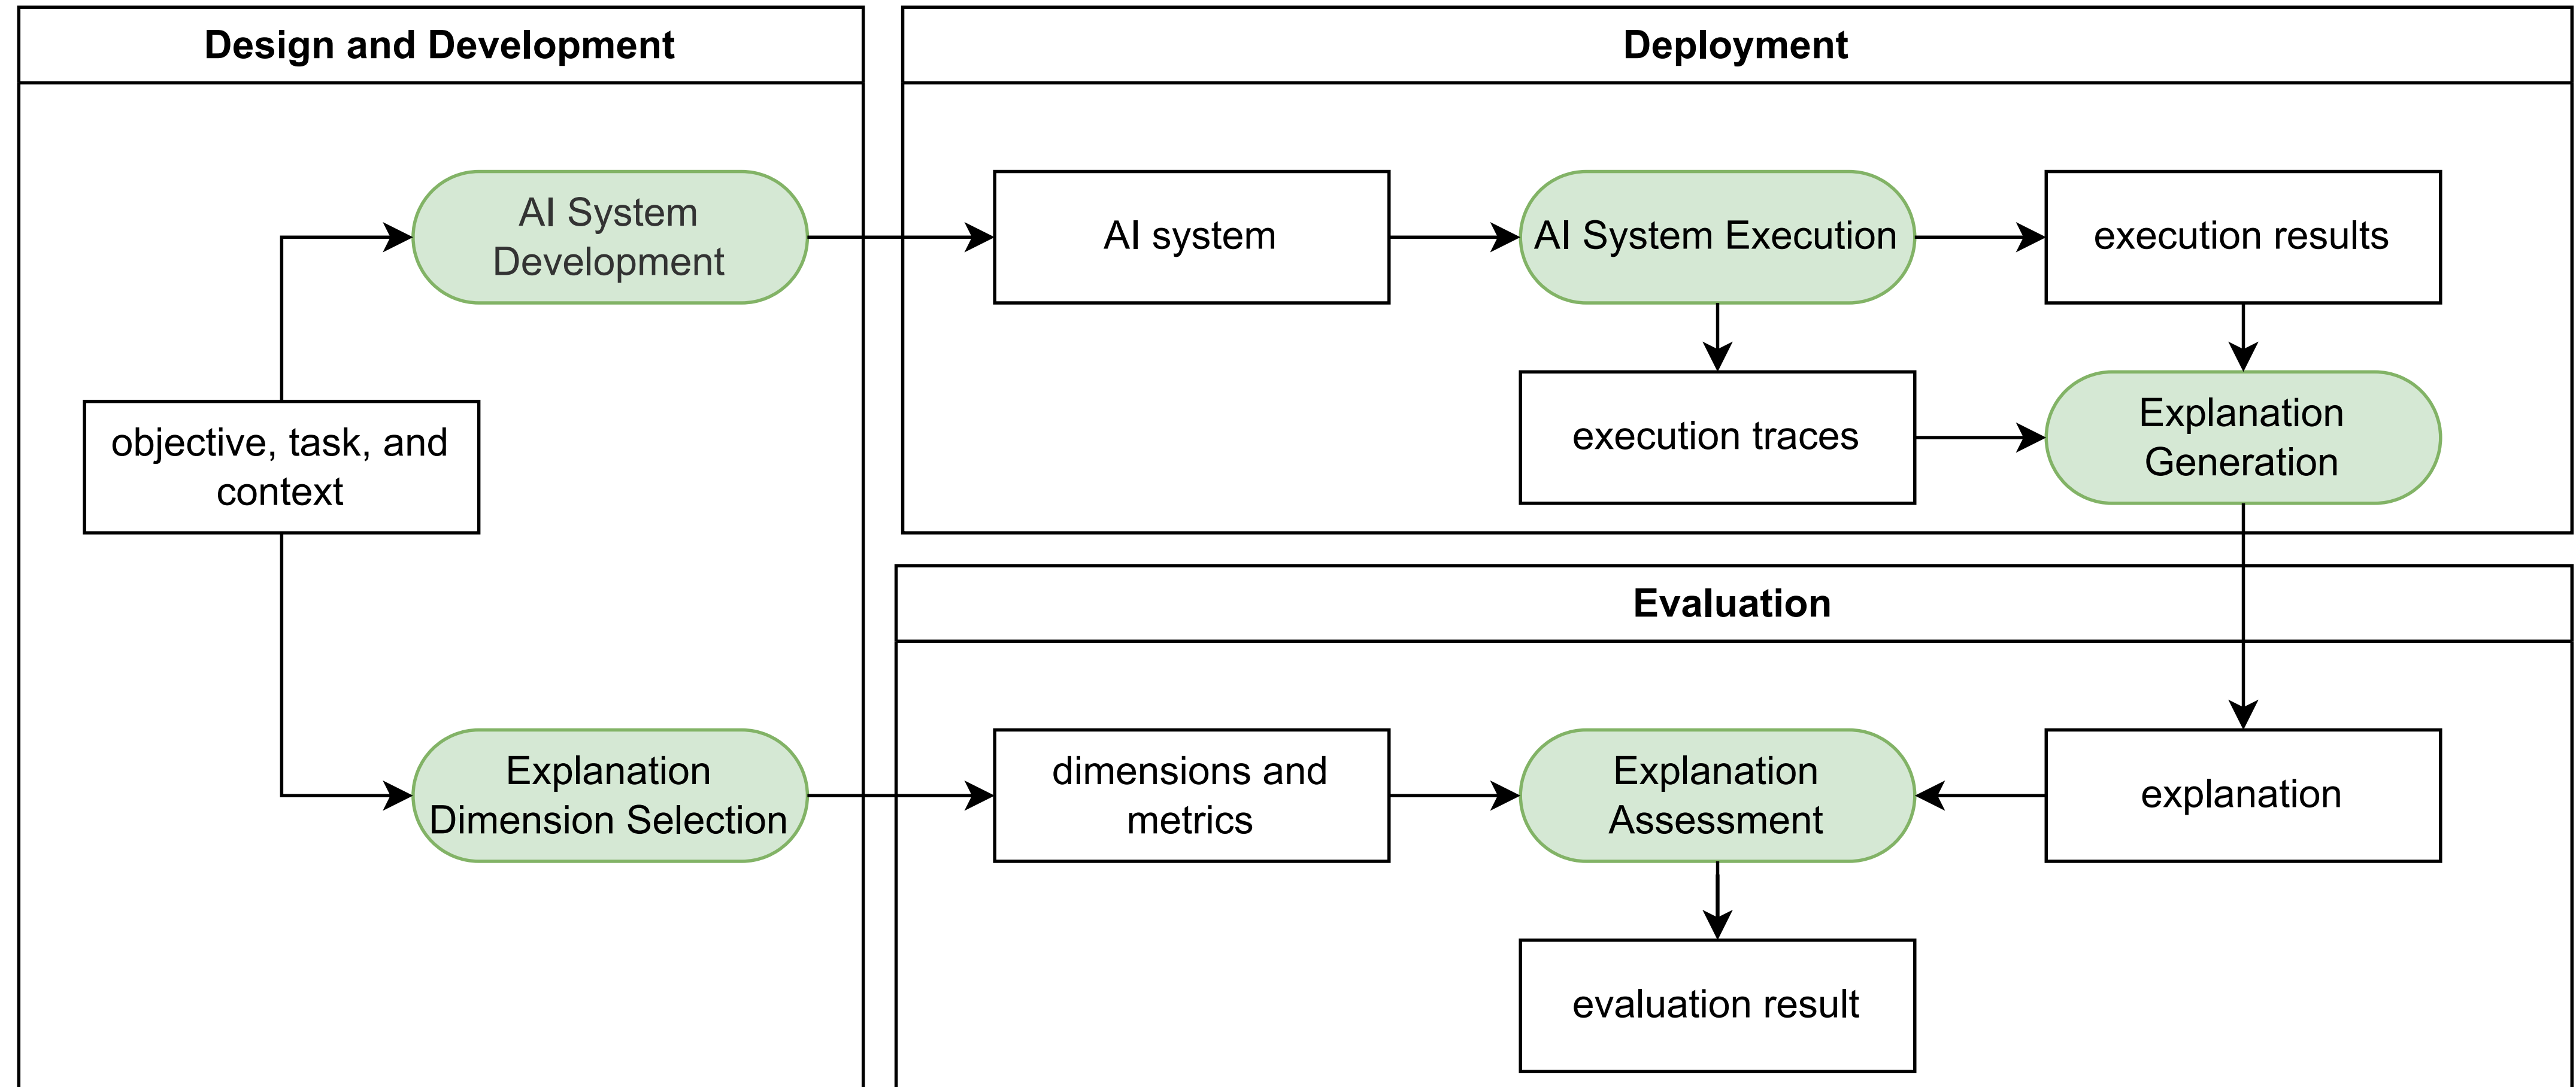 Design and Development
AI System
Development
objective, task, and
context
Explanation
Dimension Selection
Deployment
AI system
AI System Execution
execution results
execution traces
Explanation
Generation
Evaluation
dimensions and
metrics
Explanation
Assessment
explanation
evaluation result